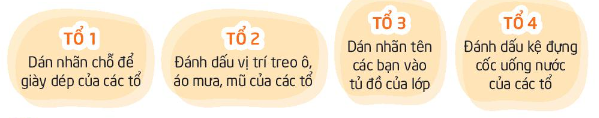 TỔ 1
Dán nhãn chỗ để
giày dép của các tổ
TỔ 2
Đánh dấu vị trí treo ô,
áo mưa, mũ của các tổ
TỔ 3
Dán nhãn tên
các bạn vào
tủ đồ của lớp
TỔ 4
Đánh dấu kệ đựng
cốc uống nước
của các tổ